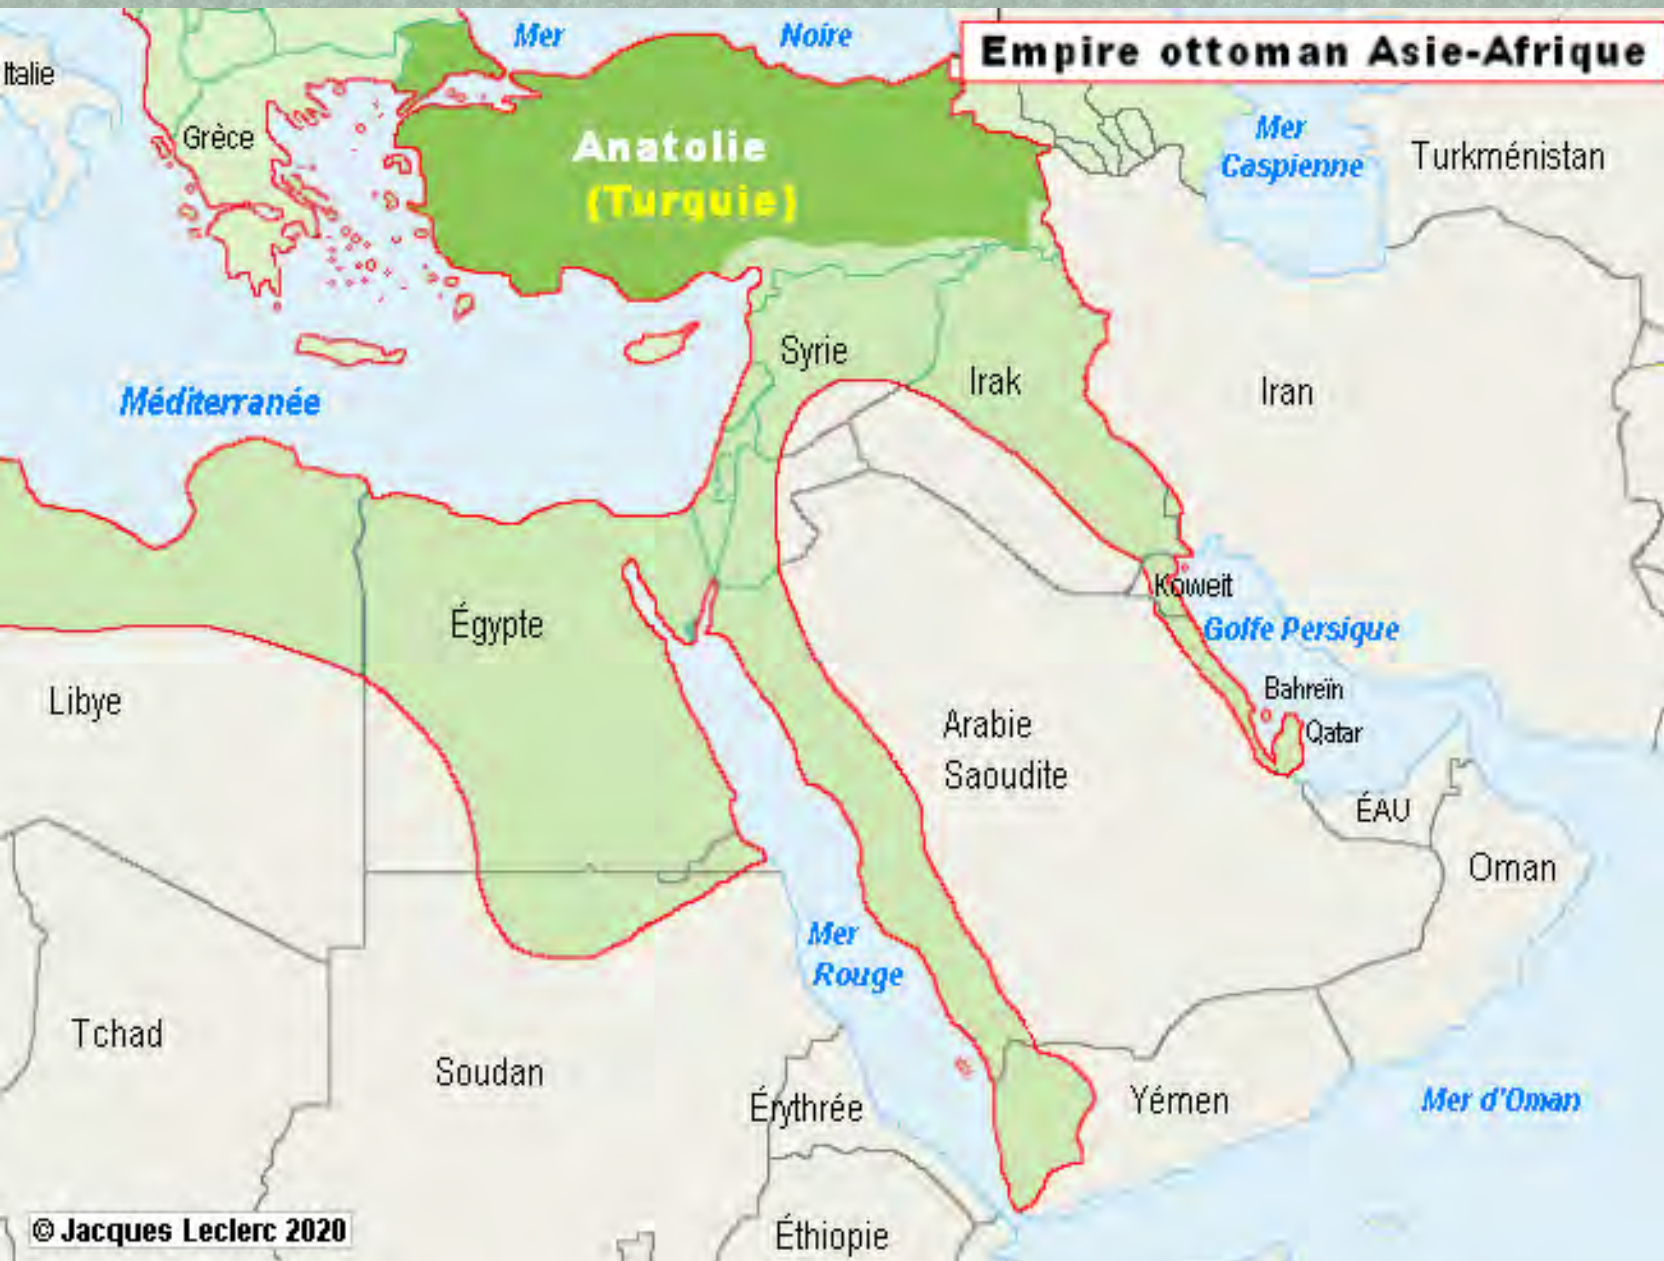 Mer
Noire
Empire ottoman Asie-Afrique
Italie
Grèce
Anatolie
(Turquie)
Mer
Caspienne
Turkménistan
Syrie
Irak
Iran
Méditerranée
Koweit
Égypte
Golfe Persique
Libye
Bahreïn
Arabie
Saoudite
Qatar
ÉAU
Oman
Mer
Rouge
Tchad
Soudan
Érythrée
Yémen
Mer d'Oman
© Jacques Leclerc 2020
Éthiopie